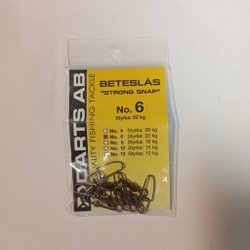 DARTS AB
QUALITY FISHING TACKLE
BETESLÅS
"STRONG SNAP"
No. 6
Styrka: 22 kg
No. 4 Styrka: 30 kg
No. 6 Styrka: 22 kg
No. 8 Styrka: 18 kg
No. 10 Styrka: 15 kg
No. 12 Styrka: 12 kg